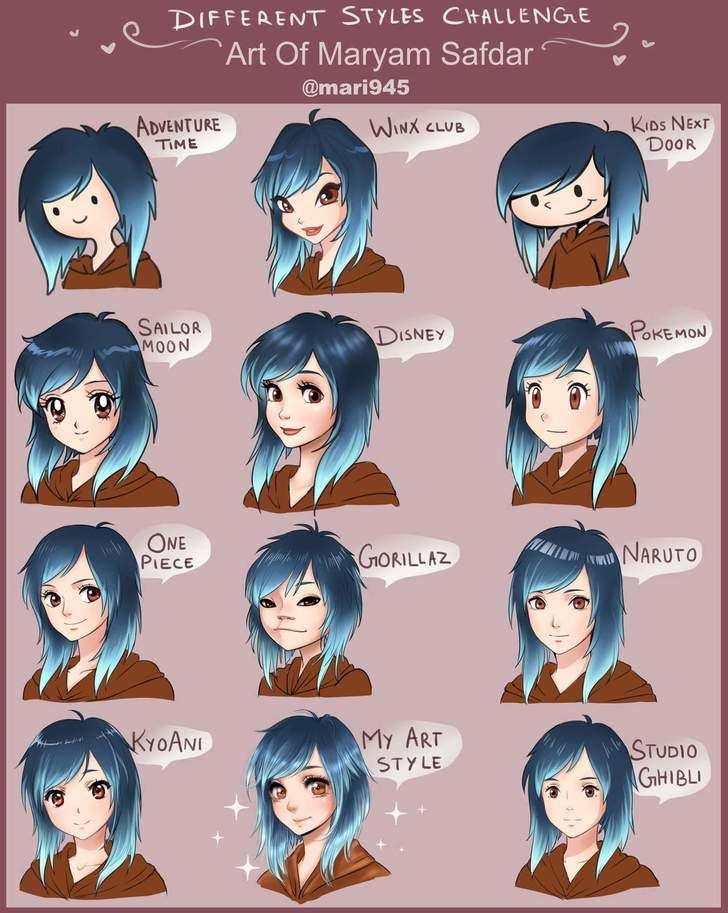 DIFFERENT STYLES CHALLENGE
Art Of Maryam Safdar
@mari945
ADVENTURE
TIME
WINX CLUB
KIDS NEXT
DOOR
SAILOR
MOON
DISNEY
POKEMON
ONE
PIECE
GORILLAZ
NARUTO
KYOANI
MY ART
STYLE
STUDIO
GHIBLI